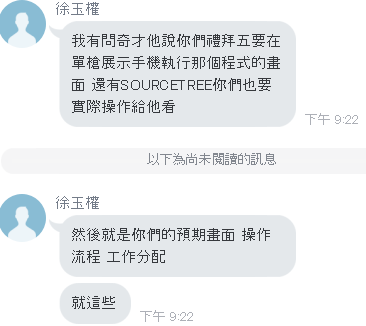 徐玉權
我有問奇才他說你們禮拜五要在
單槍展示手機執行那個程式的畫
面 還有SOURCETREE你們也要
實際操作給他看
下午 9:22
以下為尚未閱讀的訊息
徐玉權
然後就是你們的預期畫面 操作
流程 工作分配
就這些
下午 9:22